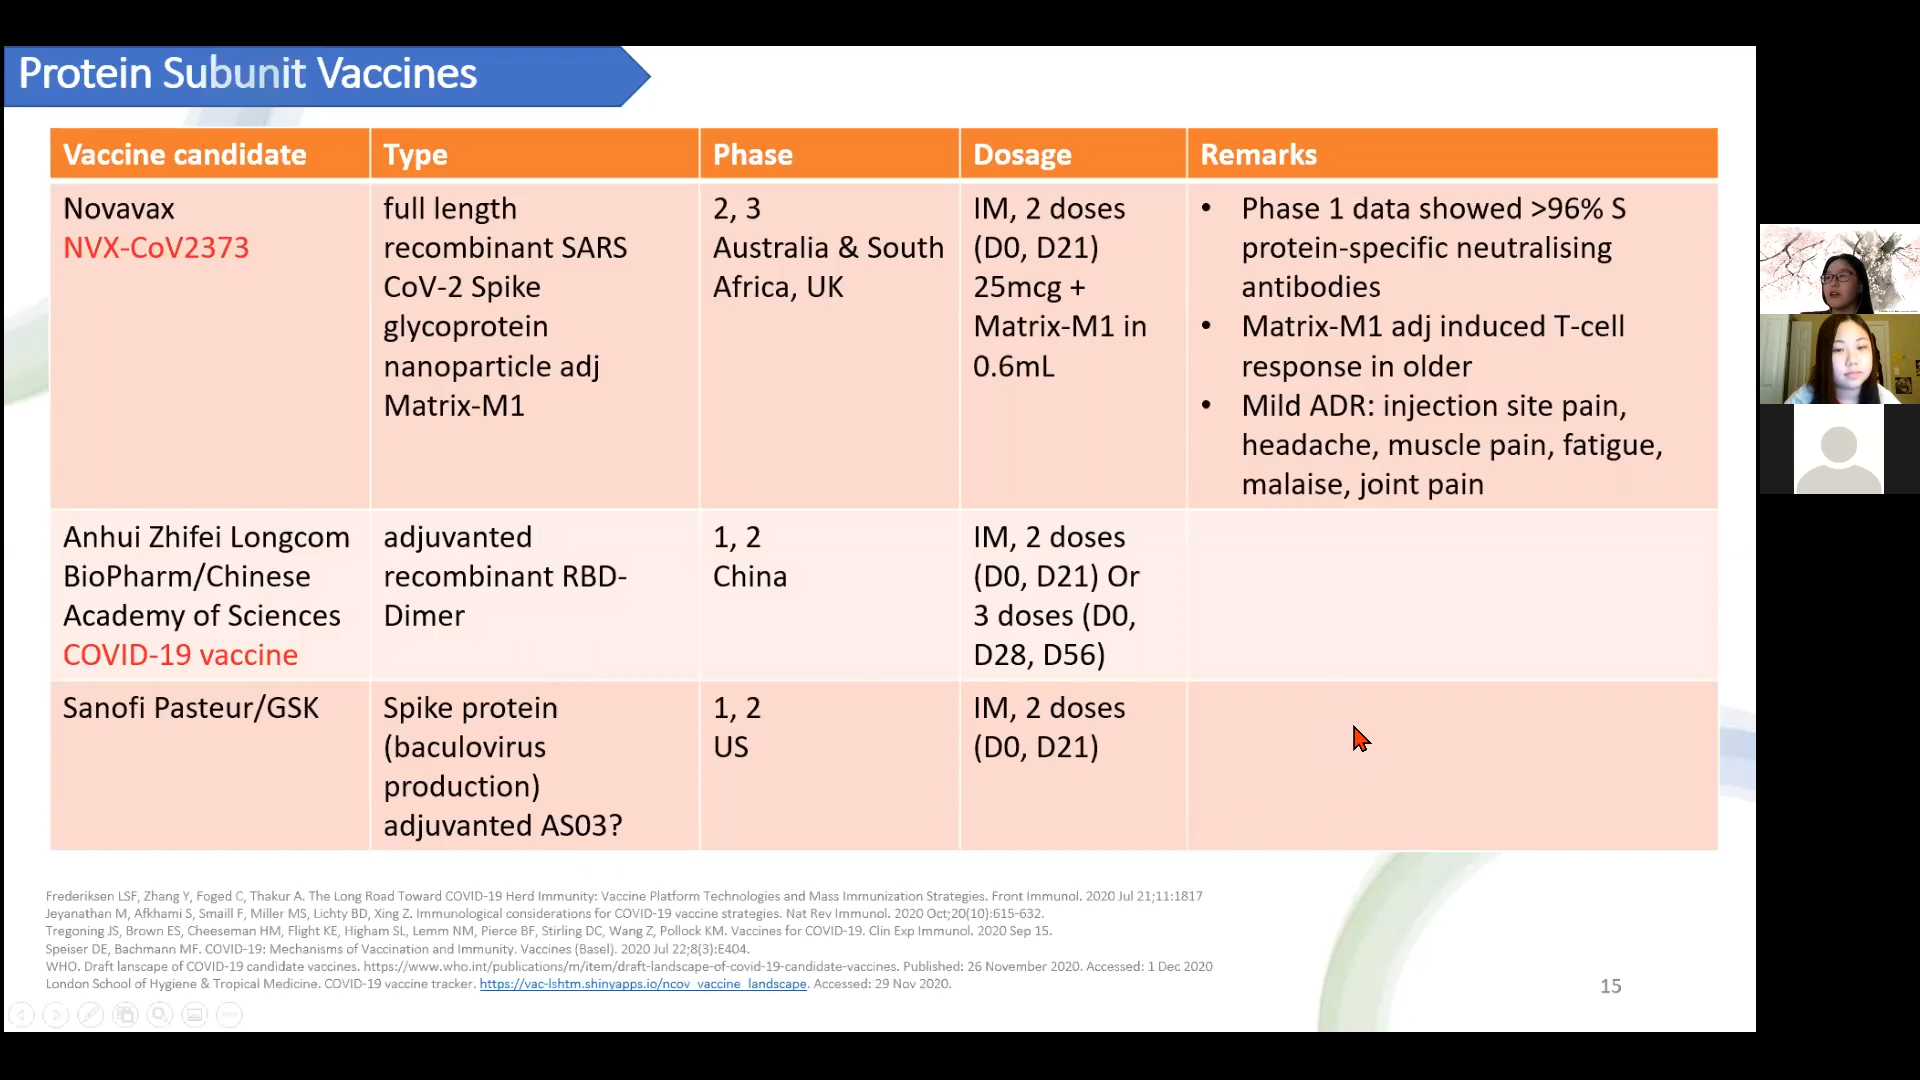 Protein Subunit Vaccines
Vaccine candidate
Type
Phase
Dosage
Remarks
Novavax
NVX-CoV2373
full length
recombinant SARS
CoV-2 Spike
glycoprotein
nanoparticle adj
Matrix-M1
2, 3
Australia & South
Africa, UK
IM, 2 doses
(D0, D21)
25mcg +
Matrix-M1 in
0.6mL
• Phase 1 data showed >96% S
protein-specific neutralising
antibodies
• Matrix-M1 adj induced T-cell
response in older
• Mild ADR: injection site pain,
headache, muscle pain, fatigue,
malaise, joint pain
Anhui Zhifei Longcom
BioPharm/Chinese
Academy of Sciences
COVID-19 vaccine
adjuvanted
recombinant RBD-
Dimer
1, 2
China
IM, 2 doses
(D0, D21) Or
3 doses (D0,
D28, D56)
Sanofi Pasteur/GSK
Spike protein
(baculovirus
production)
adjuvanted AS03?
1, 2
US
IM, 2 doses
(D0, D21)
Frederiksen LSF, Zhang Y, Foged C, Thakur A. The Long Road Toward COVID-19 Herd Immunity: Vaccine Platform Technologies and Mass Immunization Strategies. Front Immunol. 2020 Jul 21;11:1817
Jeyanathan M, Afkhami S, Smaill F, Miller MS, Lichty BD, Xing Z. Immunological considerations for COVID-19 vaccine strategies. Nat Rev Immunol. 2020 Oct;20(10):615-632.
Tregoning JS, Brown ES, Cheeseman HM, Flight KE, Higham SL, Lemm NM, Pierce BF, Stirling DC, Wang Z, Pollock KM. Vaccines for COVID-19. Clin Exp Immunol. 2020 Sep 15.
Speiser DE, Bachmann MF. COVID-19: Mechanisms of Vaccination and Immunity. Vaccines (Basel). 2020 Jul 22;8(3):E404.
WHO. Draft lanscape of COVID-19 candidate vaccines. https://www.who.int/publications/m/item/draft-landscape-of-covid-19-candidate-vaccines. Published: 26 November 2020. Accessed: 1 Dec 2020
London School of Hygiene & Tropical Medicine. COVID-19 vaccine tracker. https://vac-lshtm.shinyapps.io/ncov_vaccine_landscape. Accessed: 29 Nov 2020.
15